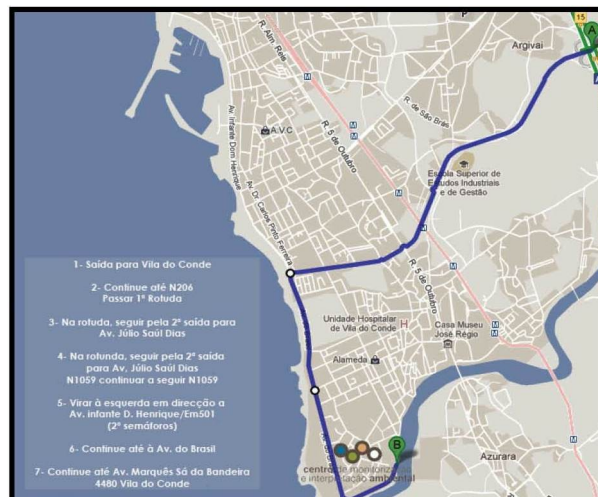 15
A
Argivai
R. Alm. Reis
M
R. de São Brás
A.V.C
R. 5 de Outubro
Av. Infante Dom Henrique
Escola Superior de
Estudos Industriais
e de Gestão
Av. Dr. Carlos Pinto Ferreira
M
M
M
M
M
M
R. 5 de Outubro
1- Saída para Vila do Conde
2- Continue até N206
Passar 1ª Rotuda
3- Na rotuda, seguir pela 2ª saída para
Av. Júlio Saúl Dias
4- Na rotunda, seguir pela 2ª saída
para Av. Júlio Saúl Dias
N1059 continuar a seguir N1059
5- Virar à esquerda em direcção a
Av. infante D. Henrique/Em501
(2º semáforos)
6- Continue até à Av. do Brasil
7- Continue até Av. Marquês Sá da Bandeira
4480 Vila do Conde
Unidade Hospitalar
de Vila do Conde
H
Casa Museu
José Régio
Alameda
B
centro de monitorização
e interpretação ambiental
Azurara